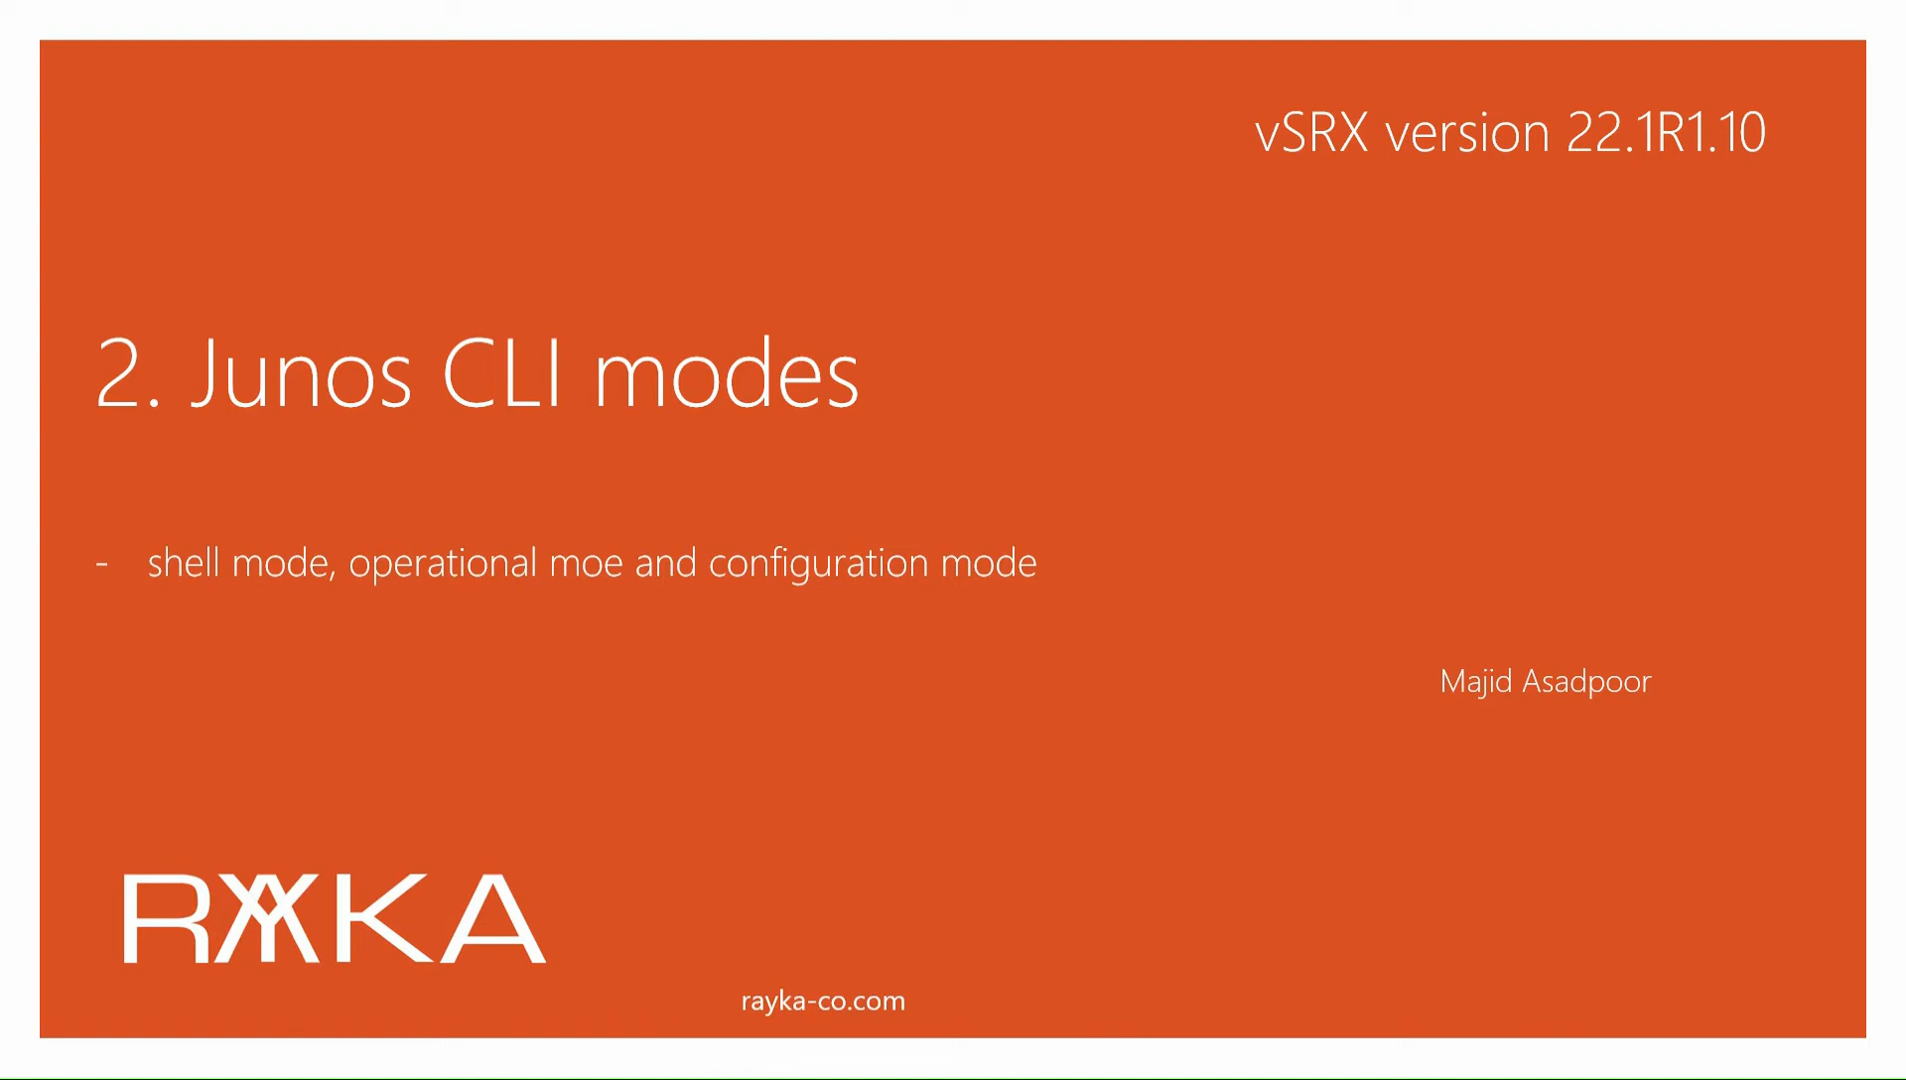 vSRX version 22.1R1.10
2. Junos CLI modes
- shell mode, operational moe and configuration mode
Majid Asadpoor
RAYKA
rayka-co.com